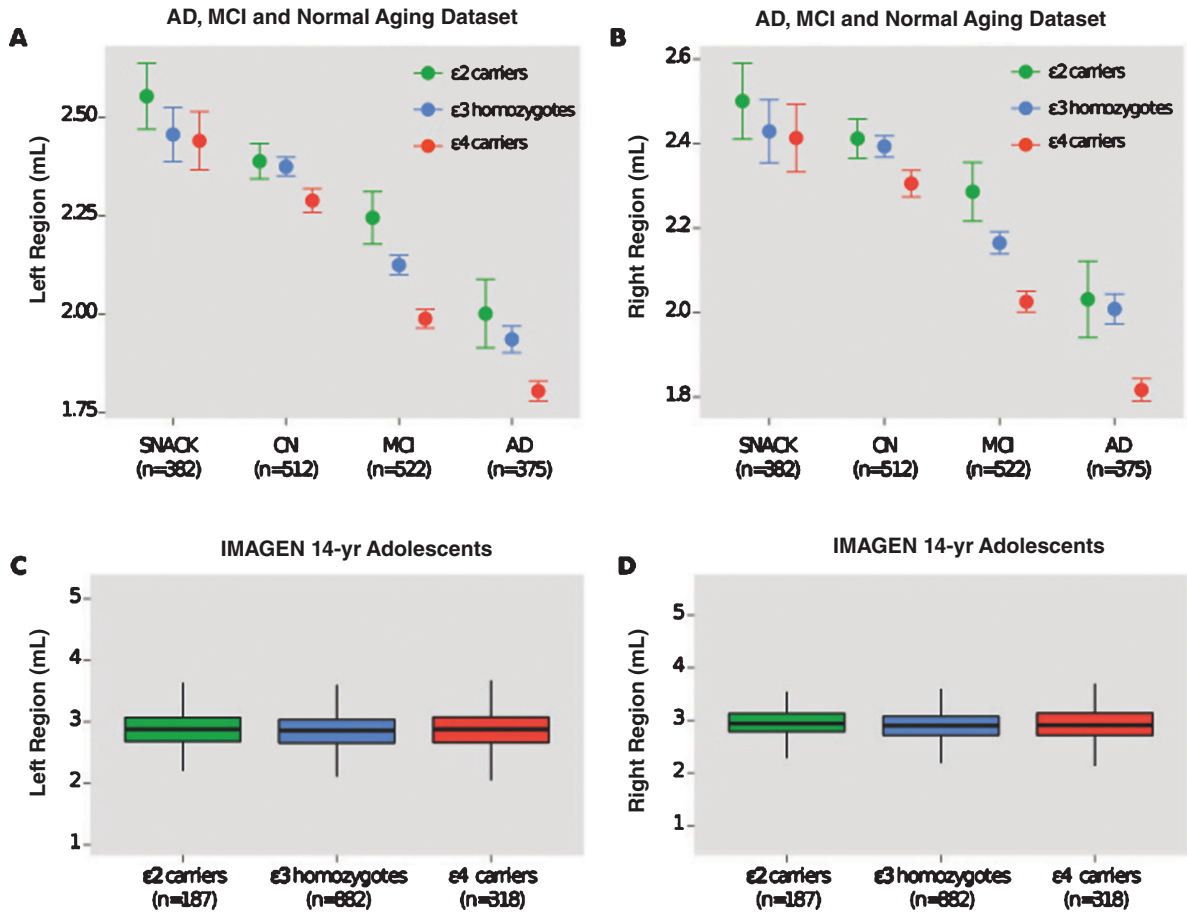 AD, MCI and Normal Aging Dataset
A
Left Region (mL)
2.50
2.25
2.00
1.75
ε2 carriers
ε3 homozygotes
ε4 carriers
SNACK
(n=382)
CN
(n=512)
MCI
(n=522)
AD
(n=375)
AD, MCI and Normal Aging Dataset
B
Right Region (mL)
2.6
2.4
2.2
2.0
1.8
ε2 carriers
ε3 homozygotes
ε4 carriers
SNACK
(n=382)
CN
(n=512)
MCI
(n=522)
AD
(n=375)
IMAGEN 14-yr Adolescents
C
Left Region (mL)
5
4
3
2
1
ε2 carriers
(n=187)
ε3 homozygotes
(n=882)
ε4 carriers
(n=318)
IMAGEN 14-yr Adolescents
D
Right Region (mL)
5
4
3
2
1
ε2 carriers
(n=187)
ε3 homozygotes
(n=882)
ε4 carriers
(n=318)